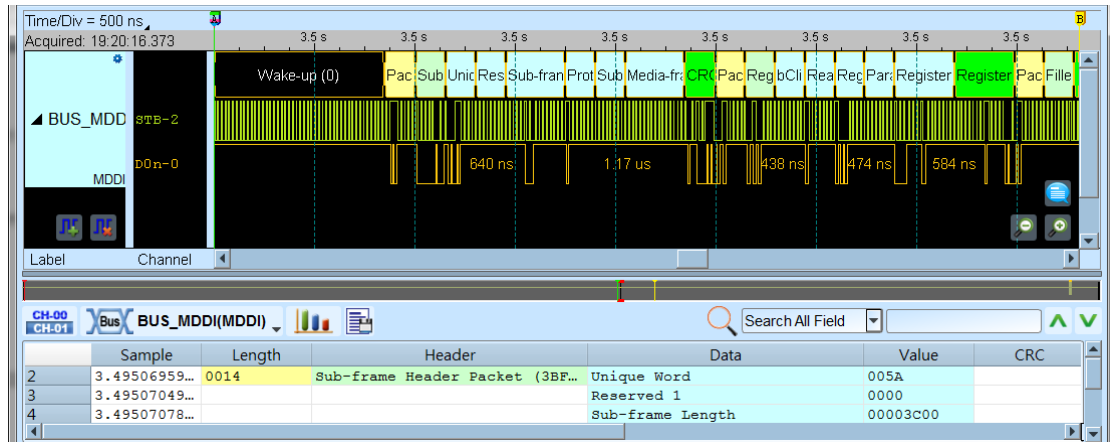 Time/Div = 500 ns
A B
Acquired: 19:20:16.373 3.5 s 3.5 s 3.5 s 3.5 s 3.5 s 3.5 s 3.5 s 3.5 s
Wake-up (0) Pac Sub Unic Res Sub-fran Prot Sub Media-fra CRC Pac Reg bCli Rea Reg Para Register Register Pac Fille
BUS_MDD STB-2
D0n-0 640 ns 1.17 us 438 ns 474 ns 584 ns
MDDI
Label Channel
CH-00
CH-01 Bus BUS_MDDI(MDDI) Search All Field
Sample Length Header Data Value CRC
2 3.49506959... 0014 Sub-frame Header Packet (3BF... Unique Word 005A
3 3.49507049... Reserved 1 0000
4 3.49507078... Sub-frame Length 00003C00